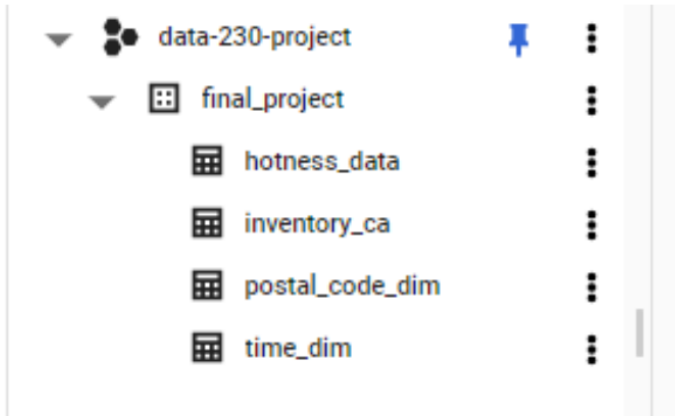 data-230-project
final_project
hotness_data
inventory_ca
postal_code_dim
time_dim